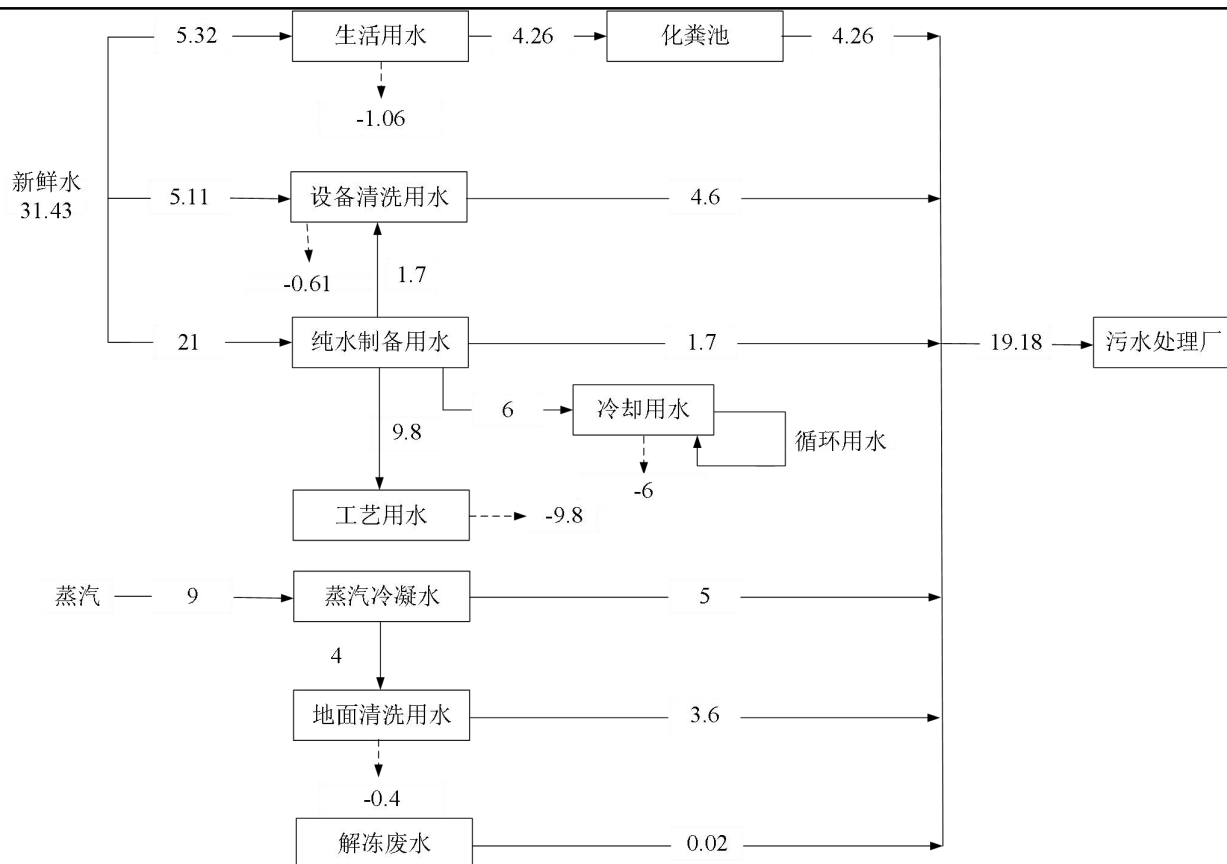 5.32
生活用水
4.26
化粪池
4.26
-1.06
新鲜水
31.43
5.11
设备清洗用水
4.6
-0.61
1.7
21
纯水制备用水
1.7
19.18
污水处理厂
6
冷却用水
循环用水
9.8
-6
工艺用水
-9.8
蒸汽
9
蒸汽冷凝水
5
4
地面清洗用水
3.6
-0.4
解冻废水
0.02